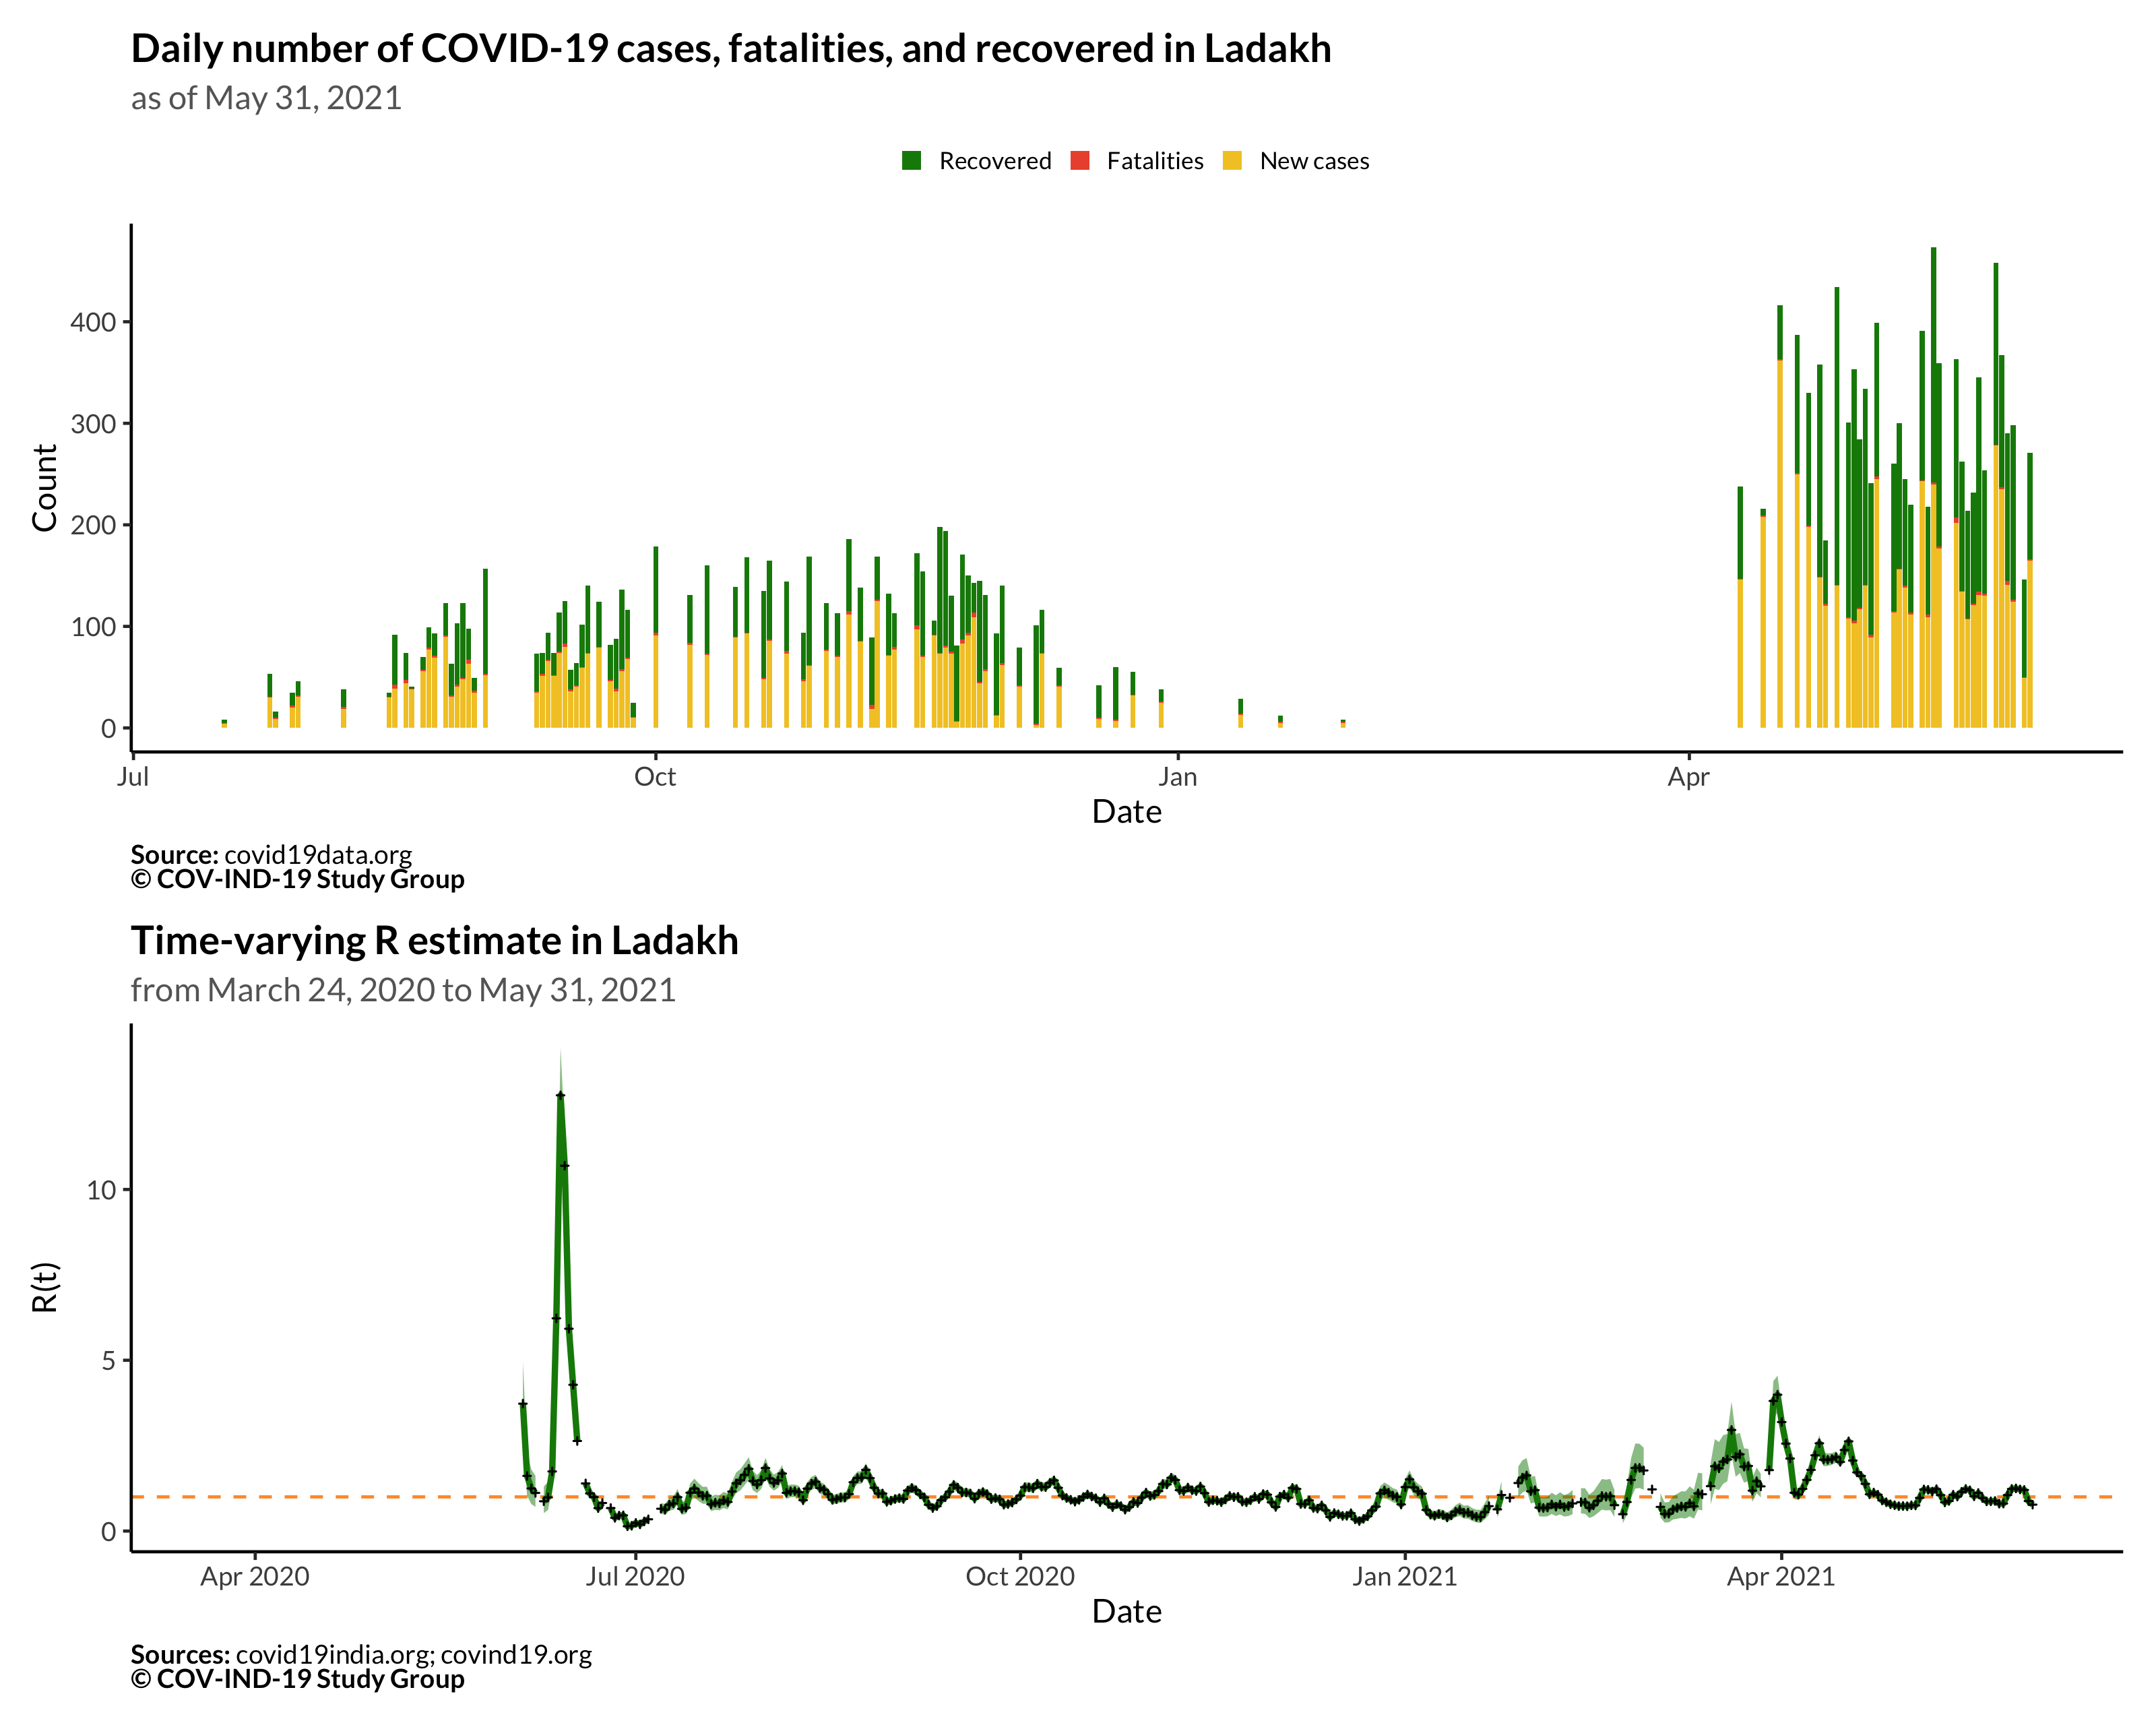 Daily number of COVID-19 cases, fatalities, and recovered in Ladakh
as of May 31, 2021
Recovered Fatalities New cases
400
300
200
100
0
Count
Jul Oct Jan Apr
Date
Source: covid19data.org
© COV-IND-19 Study Group
Time-varying R estimate in Ladakh
from March 24, 2020 to May 31, 2021
10
5
0
R(t)
Apr 2020 Jul 2020 Oct 2020 Jan 2021 Apr 2021
Date
Sources: covid19india.org; covind19.org
© COV-IND-19 Study Group